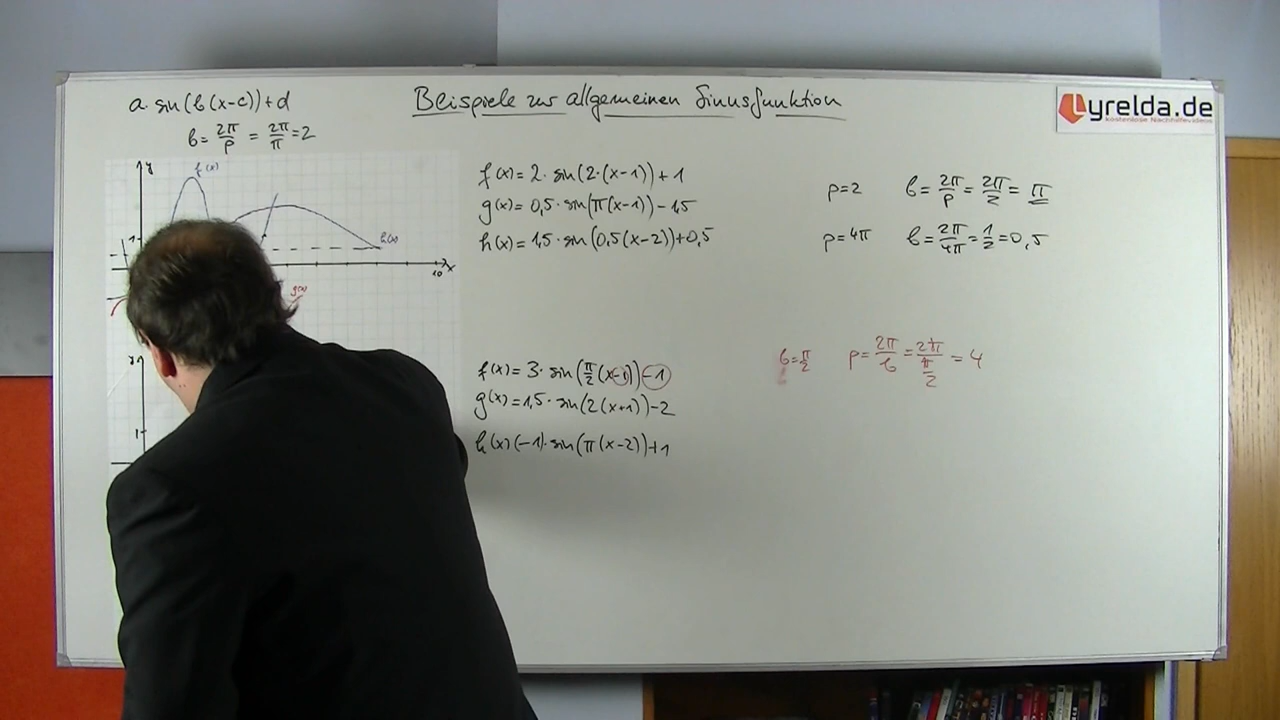 Beispiele zur allgemeinen Sinusfunktion
lyrelda.de
kostenlose Nachhilfevideos
a· sin(b(x-c))+d
b= 2π/p = 2π/π =2
y
f(x)
1
h(x)
10 x
g(x)
f(x)= 2· sin(2·(x-1))+1
g(x)= 0,5· sin(π(x-1))-1,5
h(x)= 1,5· sin(0,5(x-2))+0,5
p=2 b= 2π/p = 2π/2 = π
p=4π b= 2π/4π = 1/2 =0,5
y
1
f(x)= 3· sin(π/2(x-1))-1
g(x)=1,5· sin(2(x+1))-2
h(x)(-1)· sin(π(x-2))+1
b= π/2 p= 2π/b = 2π/(π/2) = 4